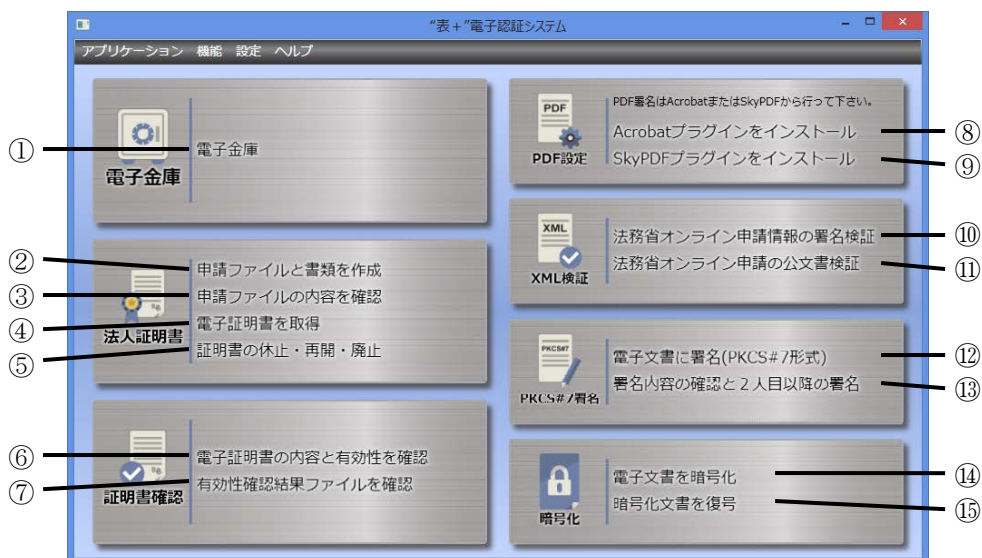 “表+”電子認証システム
アプリケーション 機能 設定 ヘルプ
① 電子金庫
電子金庫
② 申請ファイルと書類を作成
③ 申請ファイルの内容を確認
④ 電子証明書を取得
⑤ 証明書の休止・再開・廃止
法人証明書
⑥ 電子証明書の内容と有効性を確認
⑦ 有効性確認結果ファイルを確認
証明書確認
PDF
PDF設定
PDF署名はAcrobatまたはSkyPDFから行って下さい。
Acrobatプラグインをインストール ⑧
SkyPDFプラグインをインストール ⑨
XML
XML検証
法務省オンライン申請情報の署名検証 ⑩
法務省オンライン申請の公文書検証 ⑪
PKCS#7
PKCS#7署名
電子文書に署名(PKCS#7形式) ⑫
署名内容の確認と2人目以降の署名 ⑬
暗号化
電子文書を暗号化 ⑭
暗号化文書を復号 ⑮